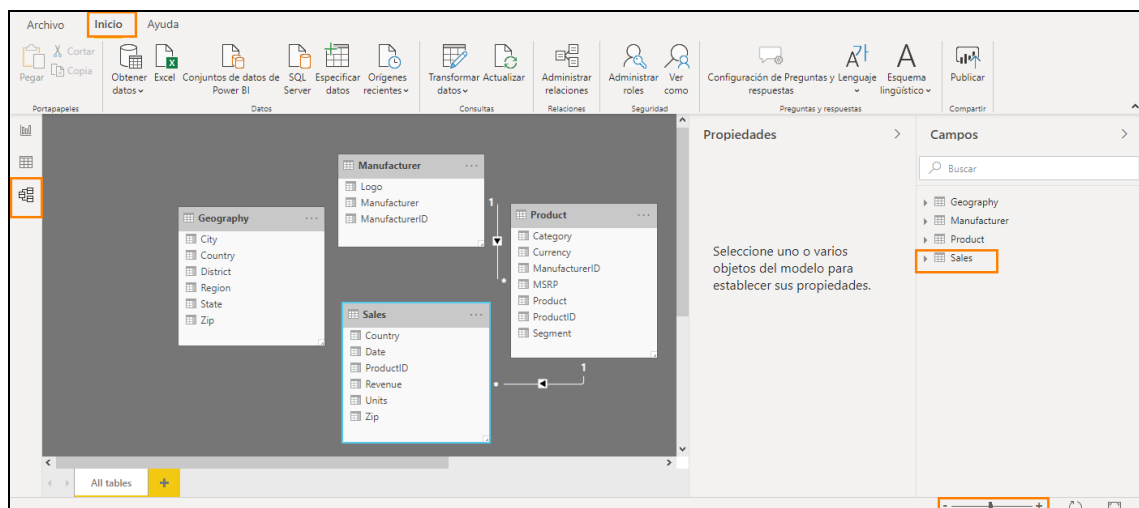 Archivo Inicio Ayuda
Pegar
Cortar
Copia
Portapapeles
Obtener datos
Excel
Conjuntos de datos de Power BI
SQL Server
Especificar datos
Orígenes recientes
Datos
Transformar datos
Actualizar
Consultas
Administrar relaciones
Relaciones
Administrar roles
Ver como
Seguridad
Configuración de Preguntas y respuestas
Lenguaje
Esquema lingüístico
Preguntas y respuestas
Publicar
Compartir
Manufacturer ...
Logo
Manufacturer
ManufacturerID
Geography ...
City
Country
District
Region
State
Zip
1
*
Product ...
Category
Currency
ManufacturerID
MSRP
Product
ProductID
Segment
Sales ...
Country
Date
ProductID
Revenue
Units
Zip
1
*
All tables +
Propiedades >
Seleccione uno o varios
objetos del modelo para
establecer sus propiedades.
Campos >
Buscar
Geography
Manufacturer
Product
Sales
- +